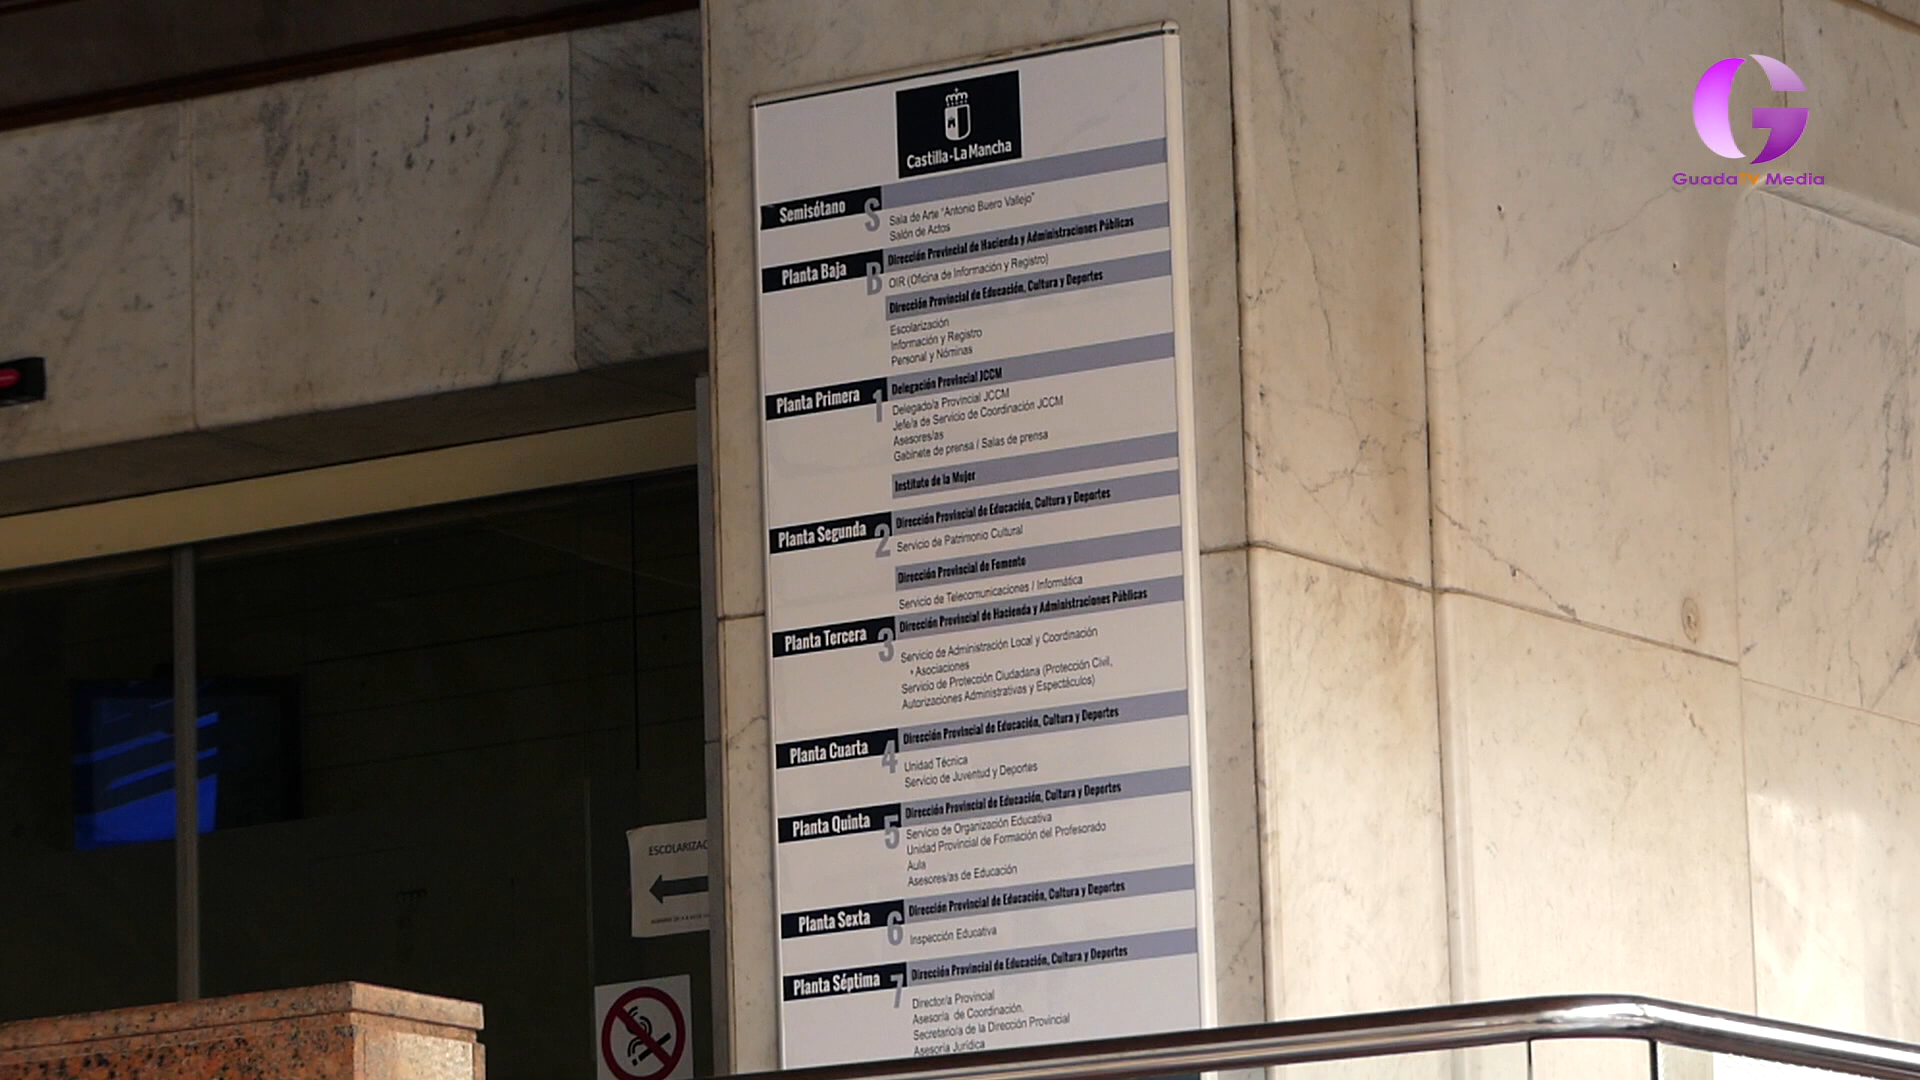 GuadaTV Media
Castilla-La Mancha
Semisótano S
Sala de Arte "Antonio Buero Vallejo"
Salón de Actos
Planta Baja B
Dirección Provincial de Hacienda y Administraciones Públicas
OIR (Oficina de Información y Registro)
Dirección Provincial de Educación, Cultura y Deportes
Escolarización
Información y Registro
Personal y Nóminas
Planta Primera 1
Delegación Provincial JCCM
Delegado/a Provincial JCCM
Jefe/a de Servicio de Coordinación JCCM
Asesores/as
Gabinete de prensa / Salas de prensa
Instituto de la Mujer
Planta Segunda 2
Dirección Provincial de Educación, Cultura y Deportes
Servicio de Patrimonio Cultural
Dirección Provincial de Fomento
Servicio de Telecomunicaciones / Informática
Planta Tercera 3
Dirección Provincial de Hacienda y Administraciones Públicas
Servicio de Administración Local y Coordinación
• Asociaciones
Servicio de Protección Ciudadana (Protección Civil,
Autorizaciones Administrativas y Espectáculos)
Planta Cuarta 4
Dirección Provincial de Educación, Cultura y Deportes
Unidad Técnica
Servicio de Juventud y Deportes
Planta Quinta 5
Dirección Provincial de Educación, Cultura y Deportes
Servicio de Organización Educativa
Unidad Provincial de Formación del Profesorado
Aula
Asesores/as de Educación
Planta Sexta 6
Dirección Provincial de Educación, Cultura y Deportes
Inspección Educativa
Planta Séptima 7
Dirección Provincial de Educación, Cultura y Deportes
Director/a Provincial
Asesoría de Coordinación.
Secretario/a de la Dirección Provincial
Asesoría Jurídica
ESCOLARIZAC